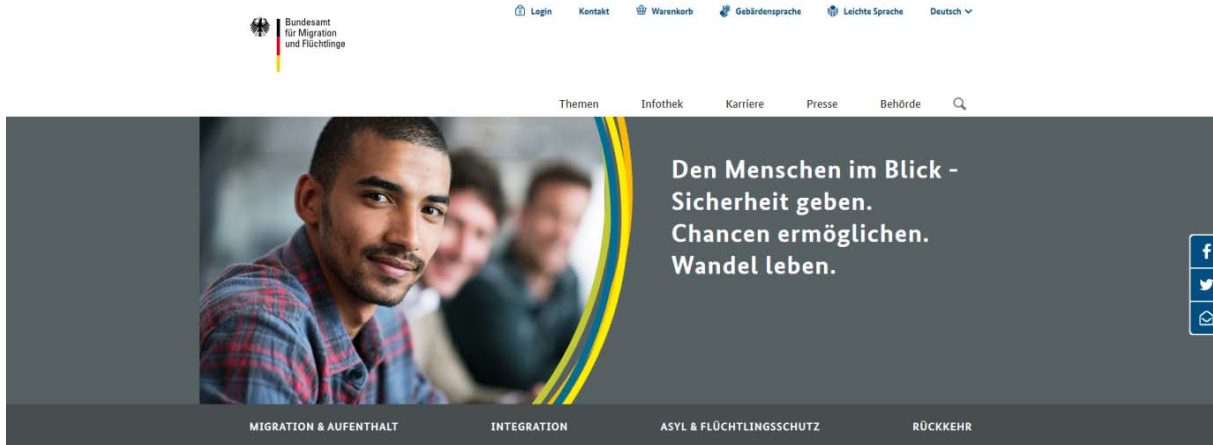 Login Kontakt Warenkorb Gebärdensprache Leichte Sprache Deutsch
Bundesamt
für Migration
und Flüchtlinge
Themen Infothek Karriere Presse Behörde
Den Menschen im Blick -
Sicherheit geben.
Chancen ermöglichen.
Wandel leben.
MIGRATION & AUFENTHALT INTEGRATION ASYL & FLÜCHTLINGSSCHUTZ RÜCKKEHR